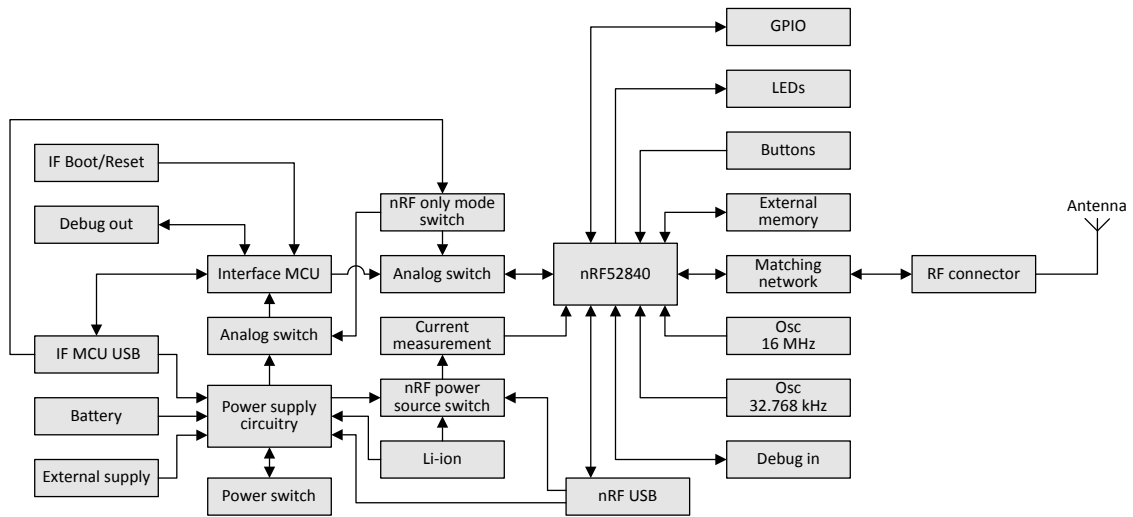 GPIO
LEDs
IF Boot/Reset
Buttons
Debug out
nRF only mode
switch
External
memory
Antenna
Interface MCU
Analog switch
nRF52840
Matching
network
RF connector
IF MCU USB
Analog switch
Current
measurement
Osc
16 MHz
Battery
Power supply
circuitry
nRF power
source switch
Osc
32.768 kHz
External supply
Li-ion
Debug in
Power switch
nRF USB